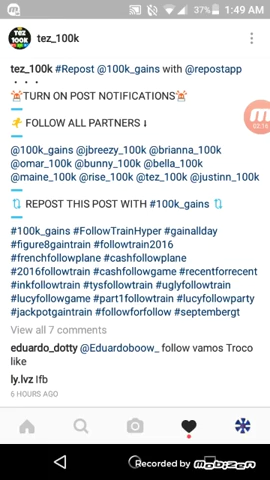 37% 1:49 AM
TEZ 100K
tez_100k
tez_100k #Repost @100k_gains with @repostapp
・・・
🚨TURN ON POST NOTIFICATIONS🚨
FOLLOW ALL PARTNERS ⬇
@100k_gains @jbreezy_100k @brianna_100k
@omar_100k @bunny_100k @bella_100k
@maine_100k @rise_100k @tez_100k @justinn_100k
🔃 REPOST THIS POST WITH #100k_gains 🔃
#100k_gains #FollowTrainHyper #gainallday
#figure8gaintrain #followtrain2016
#frenchfollowplane #cashfollowplane
#2016followtrain #cashfollowgame #recentforrecent
#inkfollowtrain #tysfollowtrain #uglyfollowtrain
#lucyfollowgame #part1followtrain #lucyfollowparty
#jackpotgaintrain #followforfollow #septembergt
View all 7 comments
eduardo_dotty @Eduardoboow_ follow vamos Troco
like
ly.lvz lfb
6 HOURS AGO
Recorded by mobizen